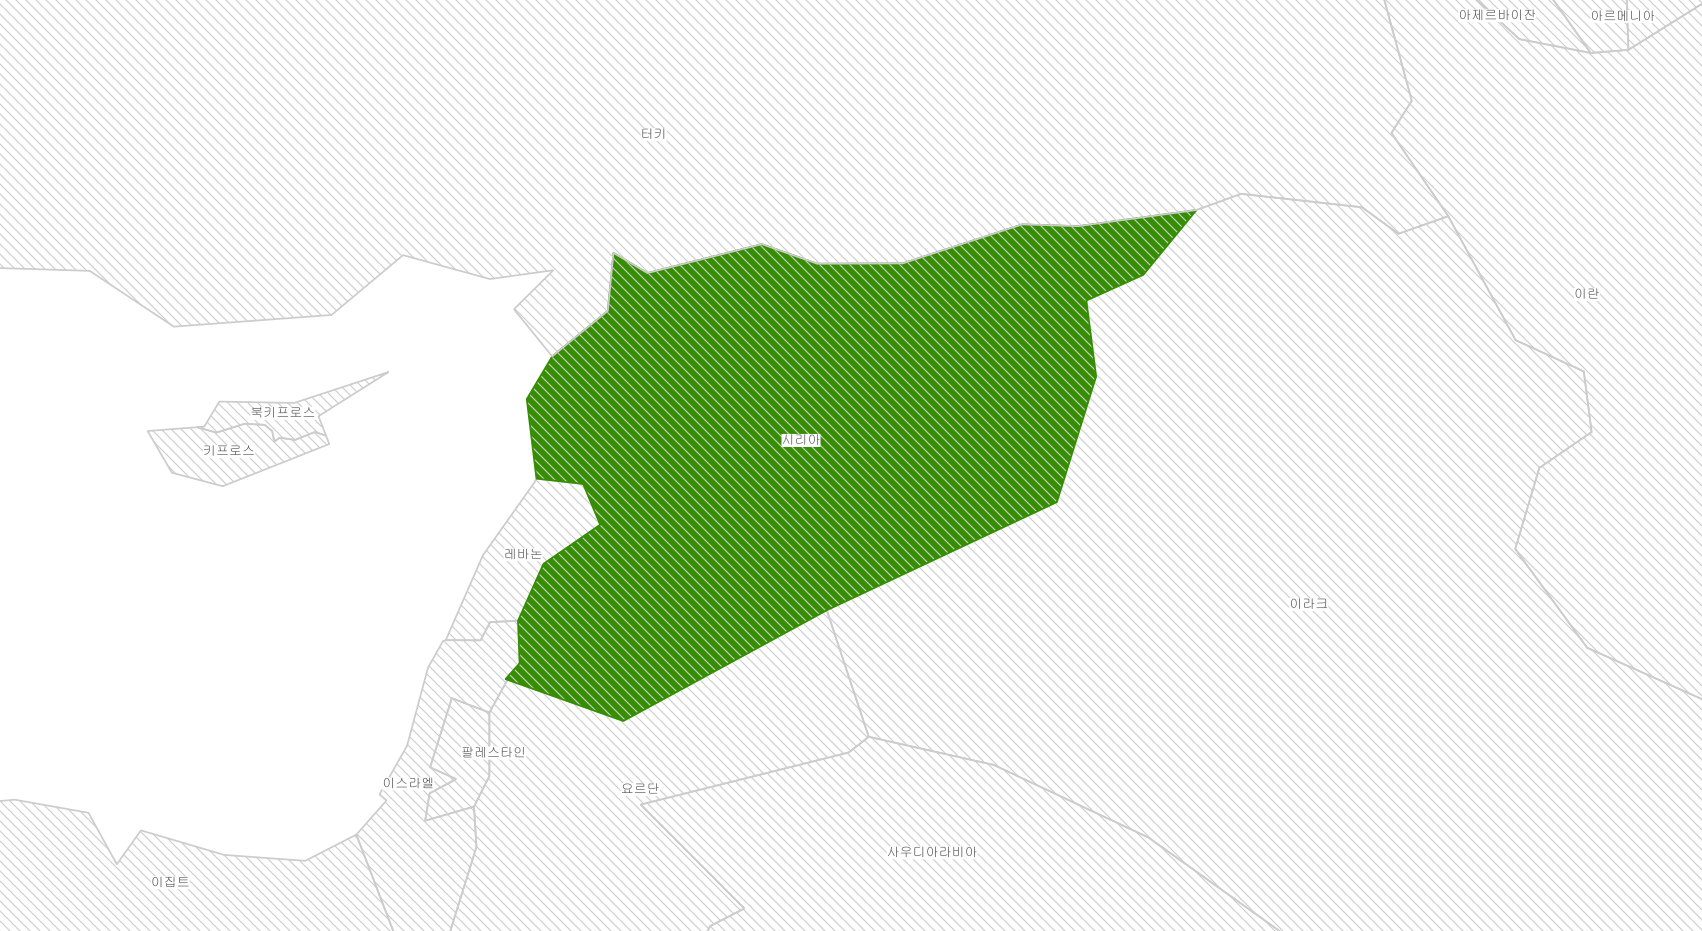 아제르바이잔
아르메니아
터키
이란
북키프로스
시리아
키프로스
레바논
이라크
팔레스타인
이스라엘
요르단
사우디아라비아
이집트